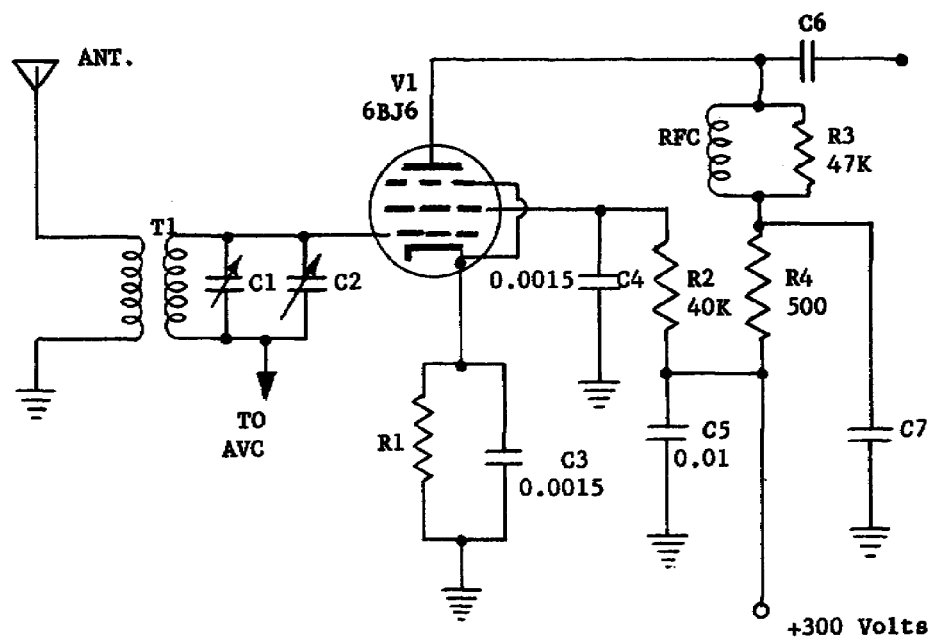 ANT.
C6
V1
6BJ6
RFC
R3
47K
T1
C1
C2
0.0015
C4
R2
40K
R4
500
TO
AVC
R1
C3
0.0015
C5
0.01
C7
+300 Volts